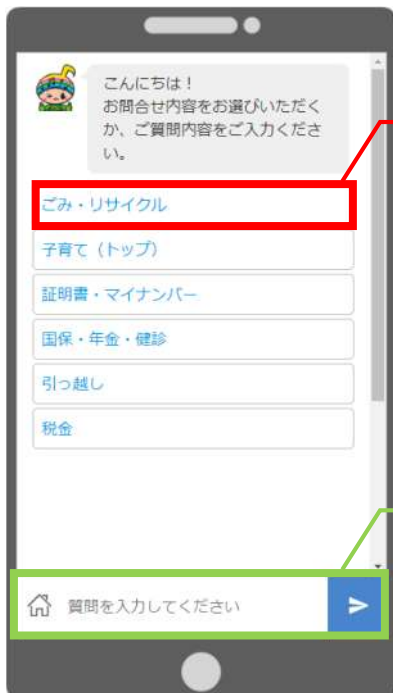 こんにちは！
お問合せ内容をお選びいただく
か、ご質問内容をご入力くださ
い。
ごみ・リサイクル
子育て（トップ）
証明書・マイナンバー
国保・年金・健診
引っ越し
税金
質問を入力してください